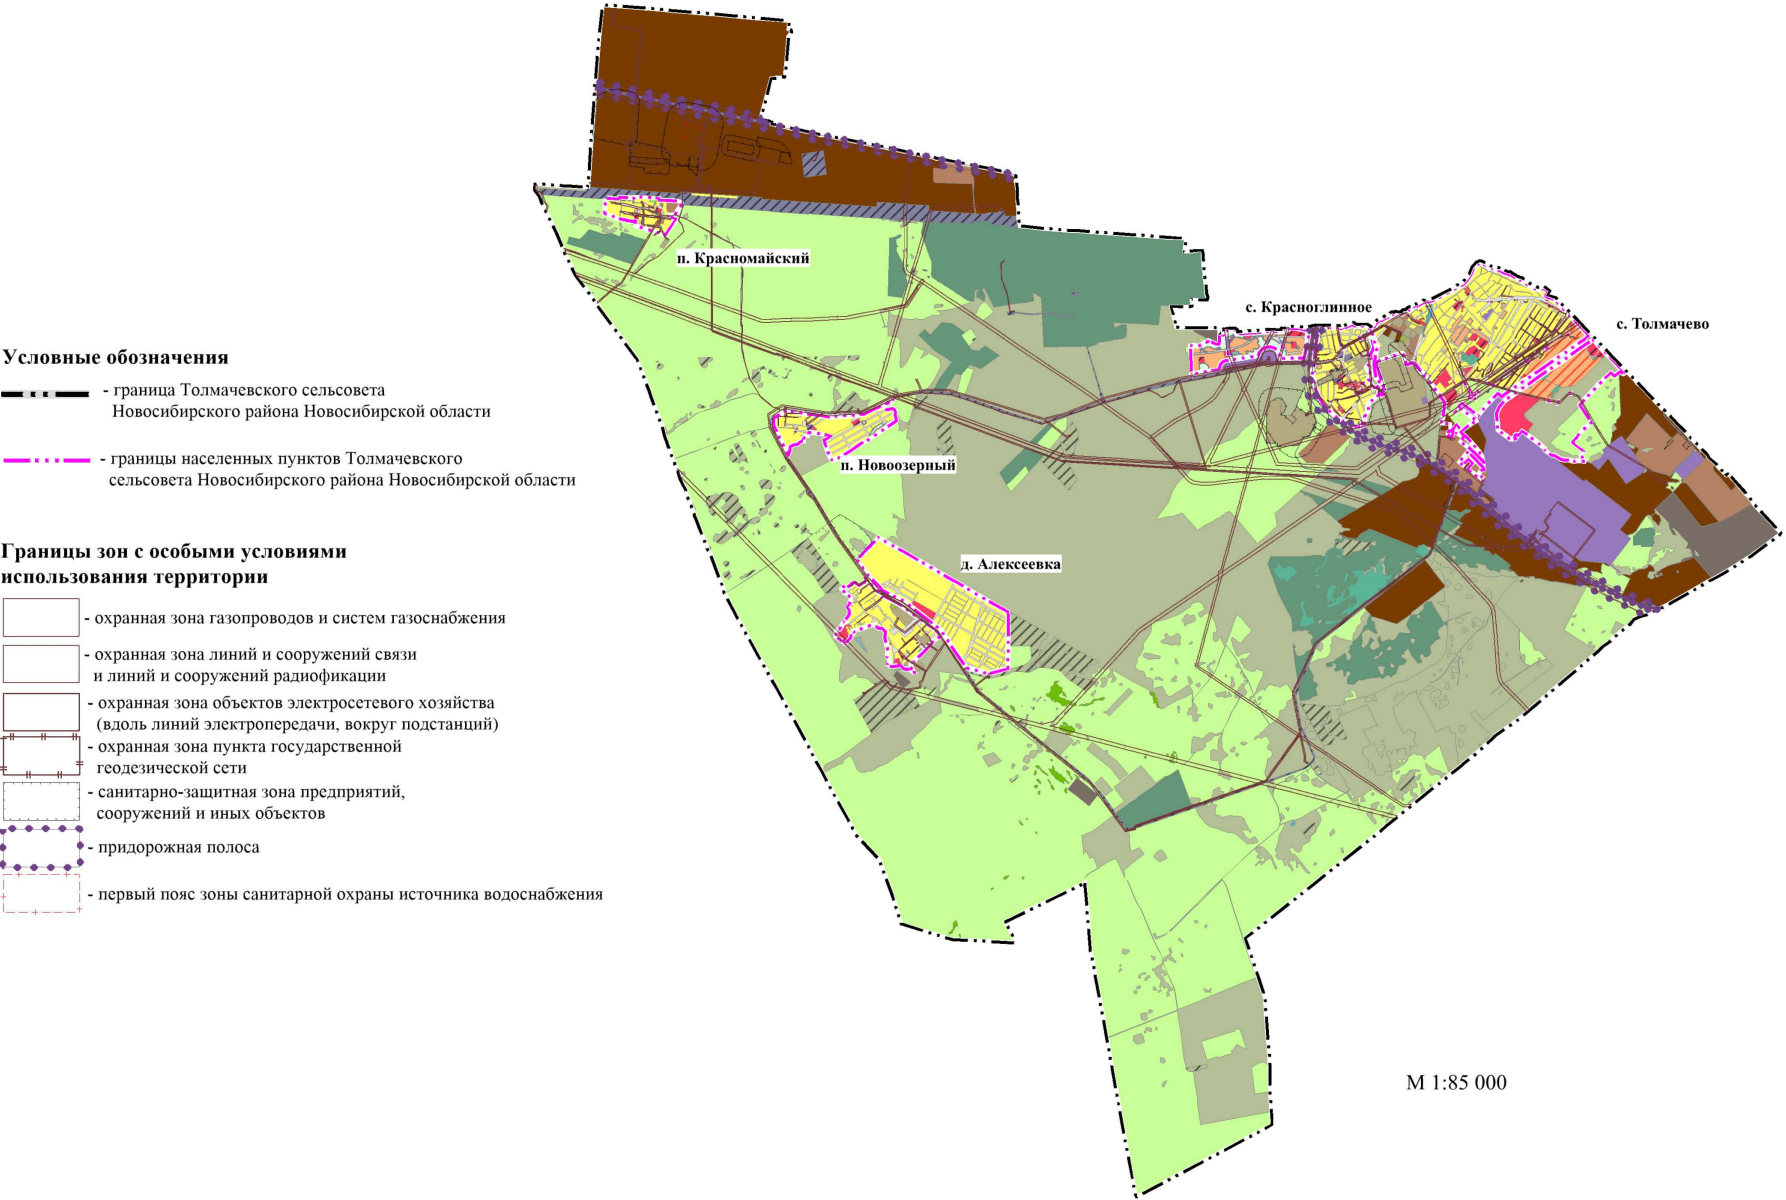 Условные обозначения
- граница Толмачевского сельсовета
Новосибирского района Новосибирской области
- границы населенных пунктов Толмачевского
сельсовета Новосибирского района Новосибирской области
Границы зон с особыми условиями
использования территории
- охранная зона газопроводов и систем газоснабжения
- охранная зона линий и сооружений связи
и линий и сооружений радиофикации
- охранная зона объектов электросетевого хозяйства
(вдоль линий электропередачи, вокруг подстанций)
- охранная зона пункта государственной
геодезической сети
- санитарно-защитная зона предприятий,
сооружений и иных объектов
- придорожная полоса
- первый пояс зоны санитарной охраны источника водоснабжения
п. Красномайский
с. Красноглинное
с. Толмачево
п. Новоозерный
д. Алексеевка
М 1:85 000